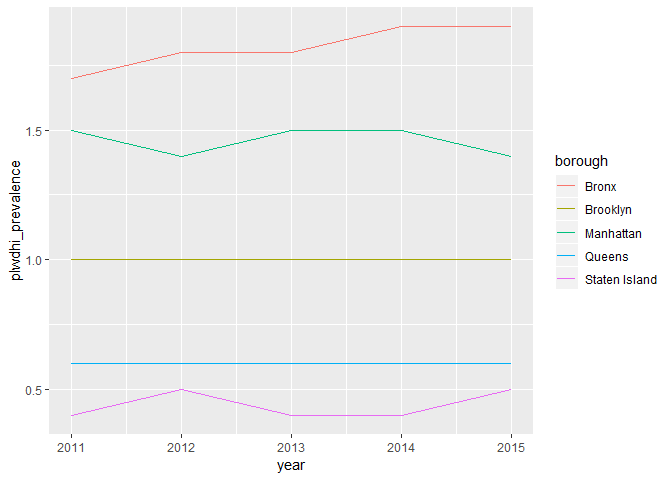 plwdhi_prevalence
1.5
1.0
0.5
2011 2012 2013 2014 2015
year
borough
Bronx
Brooklyn
Manhattan
Queens
Staten Island